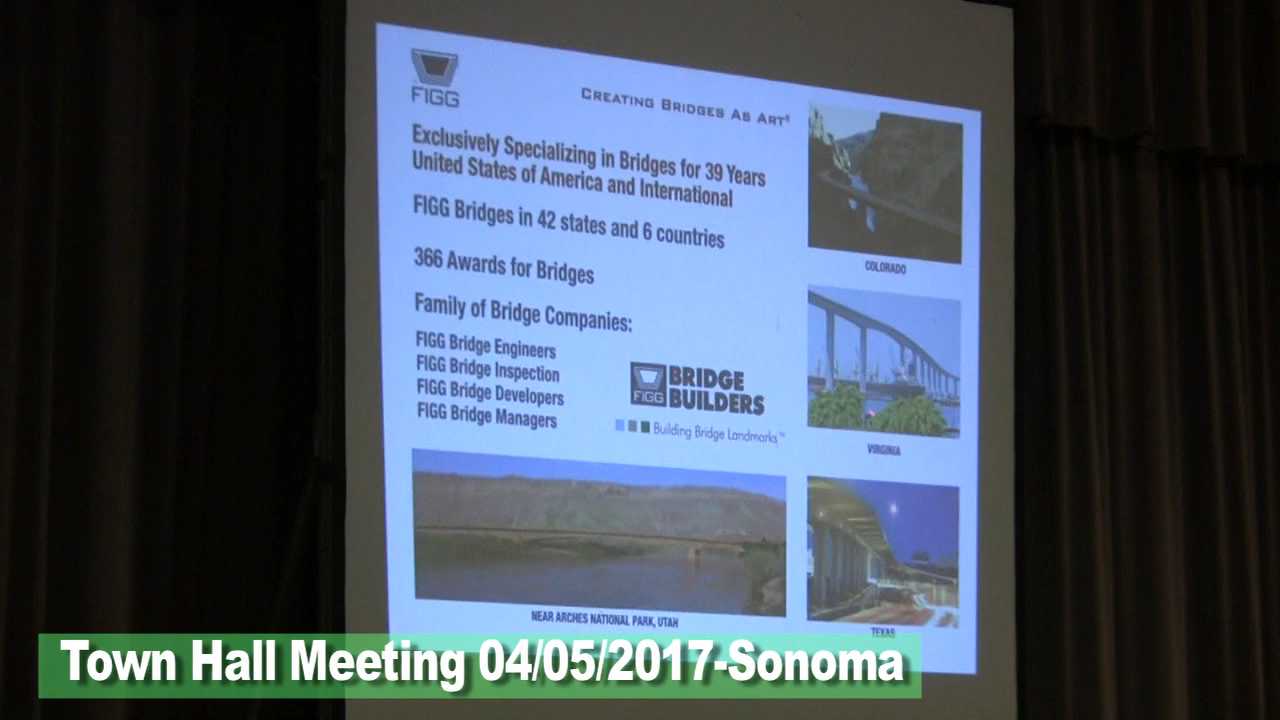 FIGG
CREATING BRIDGES AS ART®
Exclusively Specializing in Bridges for 39 Years
United States of America and International
FIGG Bridges in 42 states and 6 countries
366 Awards for Bridges
Family of Bridge Companies:
FIGG Bridge Engineers
FIGG Bridge Inspection
FIGG Bridge Developers
FIGG Bridge Managers
FIGG
BRIDGE
BUILDERS
Building Bridge Landmarks™
COLORADO
VIRGINIA
NEAR ARCHES NATIONAL PARK, UTAH
TEXAS
Town Hall Meeting 04/05/2017-Sonoma